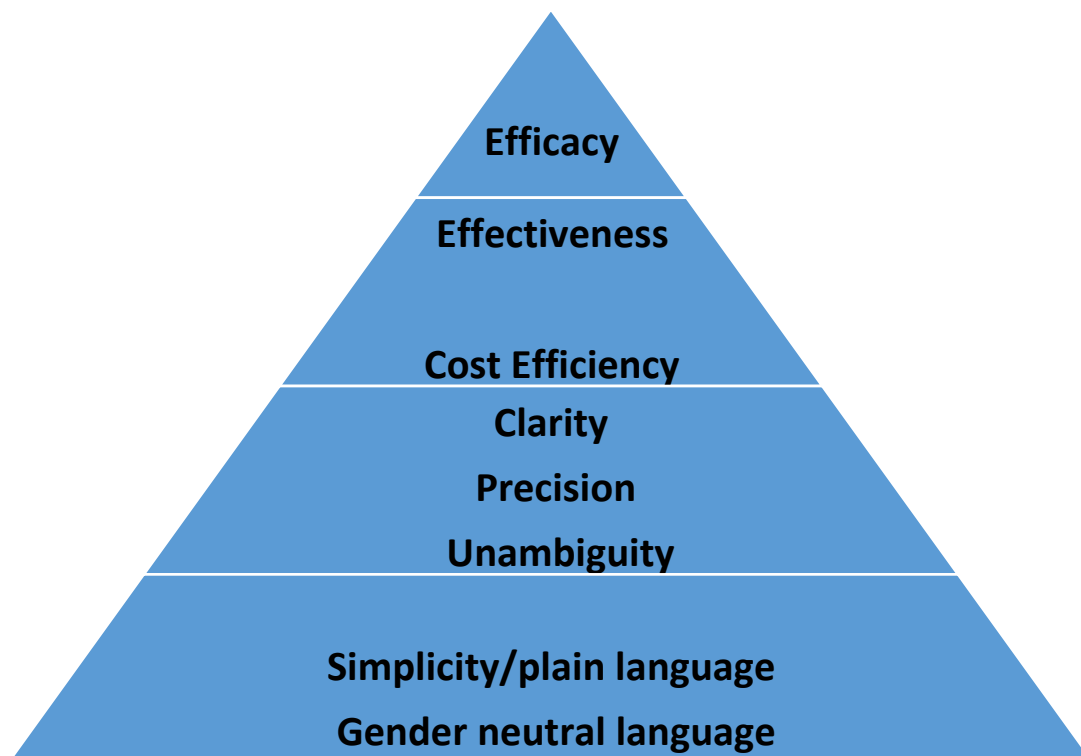 Efficacy
Effectiveness
Cost Efficiency
Clarity
Precision
Unambiguity
Simplicity/plain language
Gender neutral language